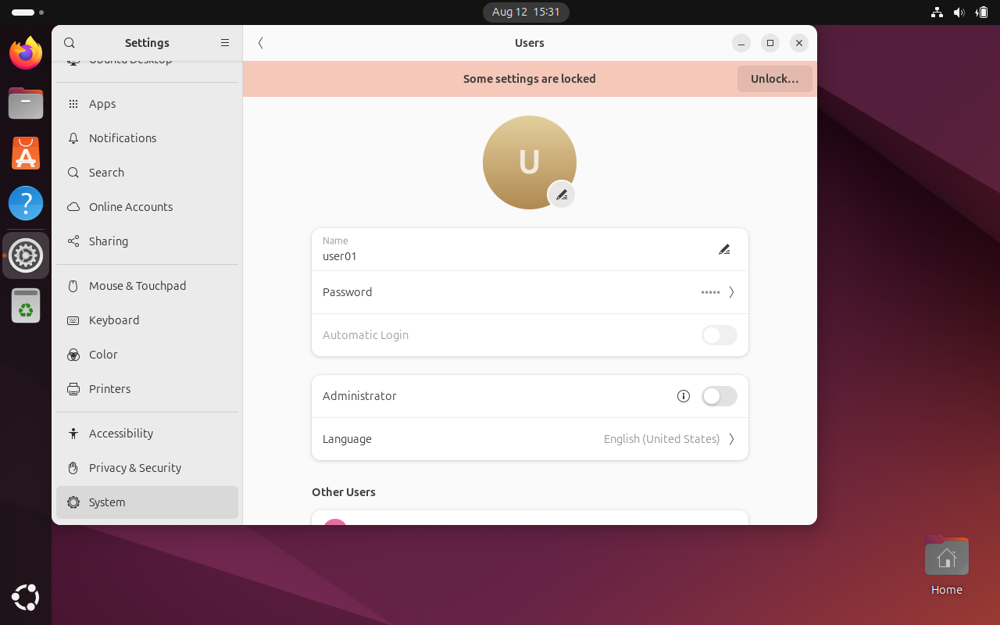 Aug 12 15:31
Settings
Users
Ubuntu Desktop
Some settings are locked
Unlock...
Apps
Notifications
Search
Online Accounts
Sharing
Mouse & Touchpad
Keyboard
Color
Printers
Accessibility
Privacy & Security
System
U
Name
user01
Password
•••••
Automatic Login
Administrator
Language
English (United States)
Other Users
Home